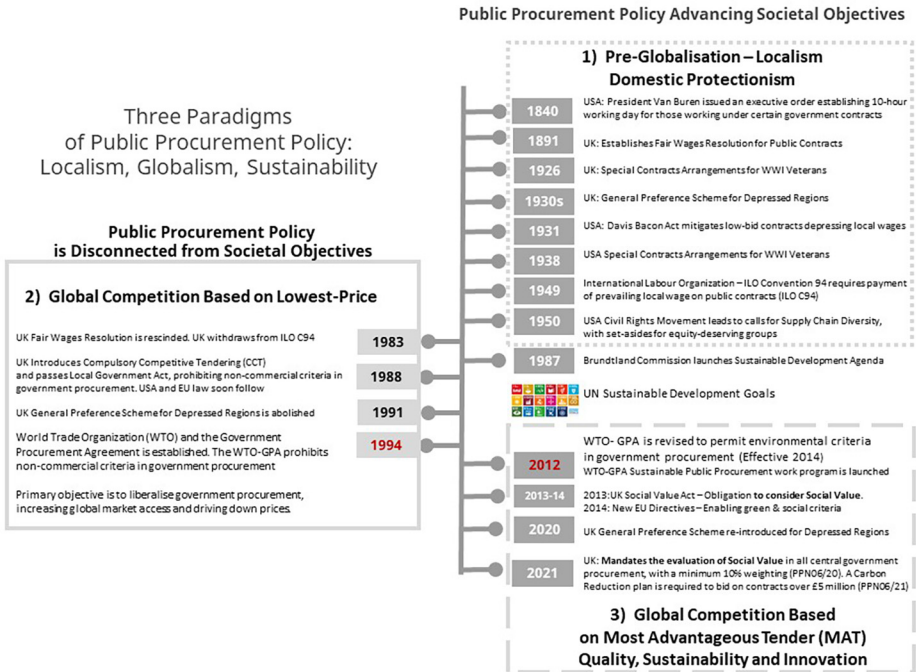 Public Procurement Policy Advancing Societal Objectives
Three Paradigms
of Public Procurement Policy:
Localism, Globalism, Sustainability
1) Pre-Globalisation – Localism
Domestic Protectionism
1840
USA: President Van Buren issued an executive order establishing 10-hour
working day for those working under certain government contracts
1891
UK: Establishes Fair Wages Resolution for Public Contracts
1926
UK: Special Contracts Arrangements for WWI Veterans
1930s
UK: General Preference Scheme for Depressed Regions
1931
USA: Davis Bacon Act mitigates low-bid contracts depressing local wages
1938
USA Special Contracts Arrangements for WWI Veterans
1949
International Labour Organization – ILO Convention 94 requires payment
of prevailing local wage on public contracts (ILO C94)
1950
USA Civil Rights Movement leads to calls for Supply Chain Diversity,
with set-asides for equity-deserving groups
Public Procurement Policy
is Disconnected from Societal Objectives
2) Global Competition Based on Lowest-Price
UK Fair Wages Resolution is rescinded. UK withdraws from ILO C94
1983
UK Introduces Compulsory Competitive Tendering (CCT)
and passes Local Government Act, prohibiting non-commercial criteria in
government procurement. USA and EU law soon follow
1988
UK General Preference Scheme for Depressed Regions is abolished
1991
World Trade Organization (WTO) and the Government
Procurement Agreement is established. The WTO-GPA prohibits
non-commercial criteria in government procurement
1994
Primary objective is to liberalise government procurement,
increasing global market access and driving down prices.
1987
Brundtland Commission launches Sustainable Development Agenda
UN Sustainable Development Goals
2012
WTO- GPA is revised to permit environmental criteria
in government procurement (Effective 2014)
WTO-GPA Sustainable Public Procurement work program is launched
2013-14
2013:UK Social Value Act – Obligation to consider Social Value.
2014: New EU Directives – Enabling green & social criteria
2020
UK General Preference Scheme re-introduced for Depressed Regions
2021
UK: Mandates the evaluation of Social Value in all central government
procurement, with a minimum 10% weighting (PPN06/20). A Carbon
Reduction plan is required to bid on contracts over £5 million (PPN06/21)
3) Global Competition Based
on Most Advantageous Tender (MAT)
Quality, Sustainability and Innovation